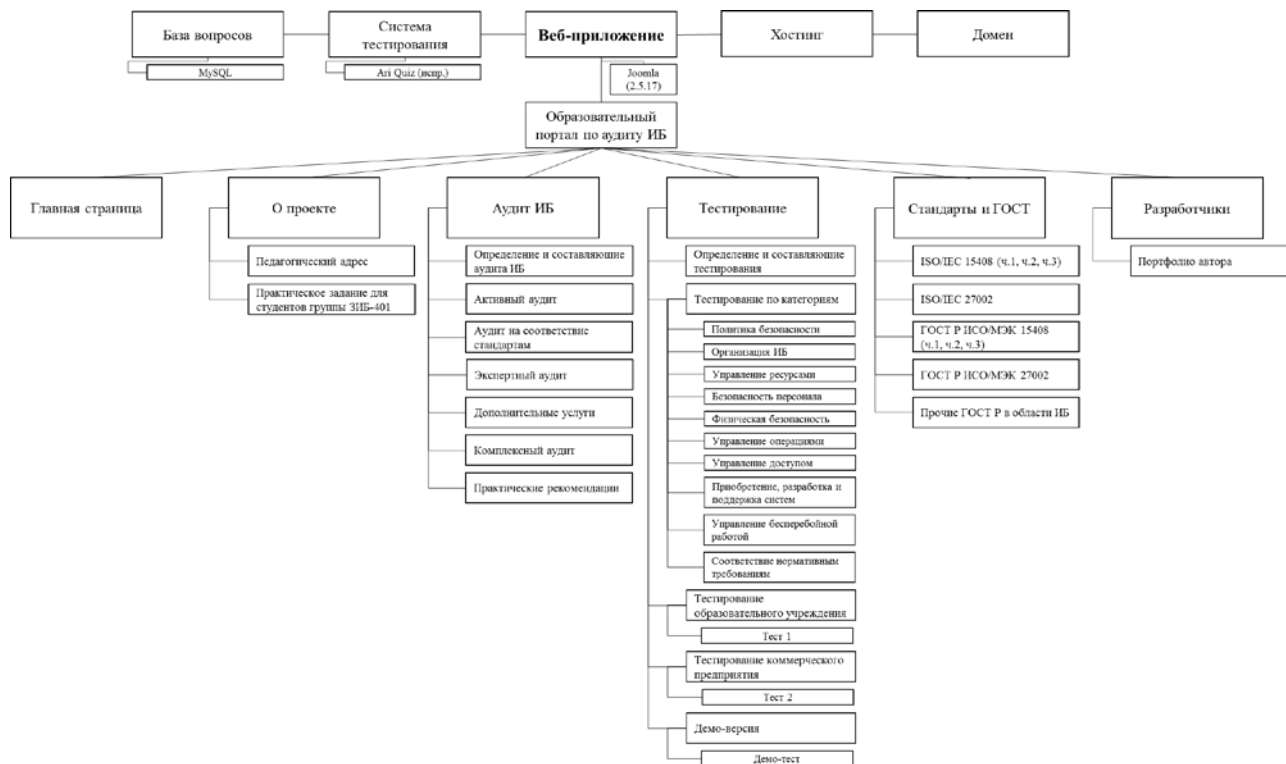 База вопросов
Система
тестирования
Веб-приложение
Хостинг
Домен
MySQL
Ari Quiz (испр.)
Joomla
(2.5.17)
Образовательный
портал по аудиту ИБ
Главная страница
О проекте
Педагогический адрес
Практическое задание для
студентов группы ЗИБ-401
Аудит ИБ
Определение и составляющие
аудита ИБ
Активный аудит
Аудит на соответствие
стандартам
Экспертный аудит
Дополнительные услуги
Комплексный аудит
Практические рекомендации
Тестирование
Определение и составляющие
тестирования
Тестирование по категориям
Политика безопасности
Организация ИБ
Управление ресурсами
Безопасность персонала
Физическая безопасность
Управление операциями
Управление доступом
Приобретение, разработка и
поддержка систем
Управление бесперебойной
работой
Соответствие нормативным
требованиям
Тестирование
образовательного учреждения
Тест 1
Тестирование коммерческого
предприятия
Тест 2
Демо-версия
Демо-тест
Стандарты и ГОСТ
ISO/IEC 15408 (ч.1, ч.2, ч.3)
ISO/IEC 27002
ГОСТ Р ИСО/МЭК 15408
(ч.1, ч.2, ч.3)
ГОСТ Р ИСО/МЭК 27002
Прочие ГОСТ Р в области ИБ
Разработчики
Портфолио автора